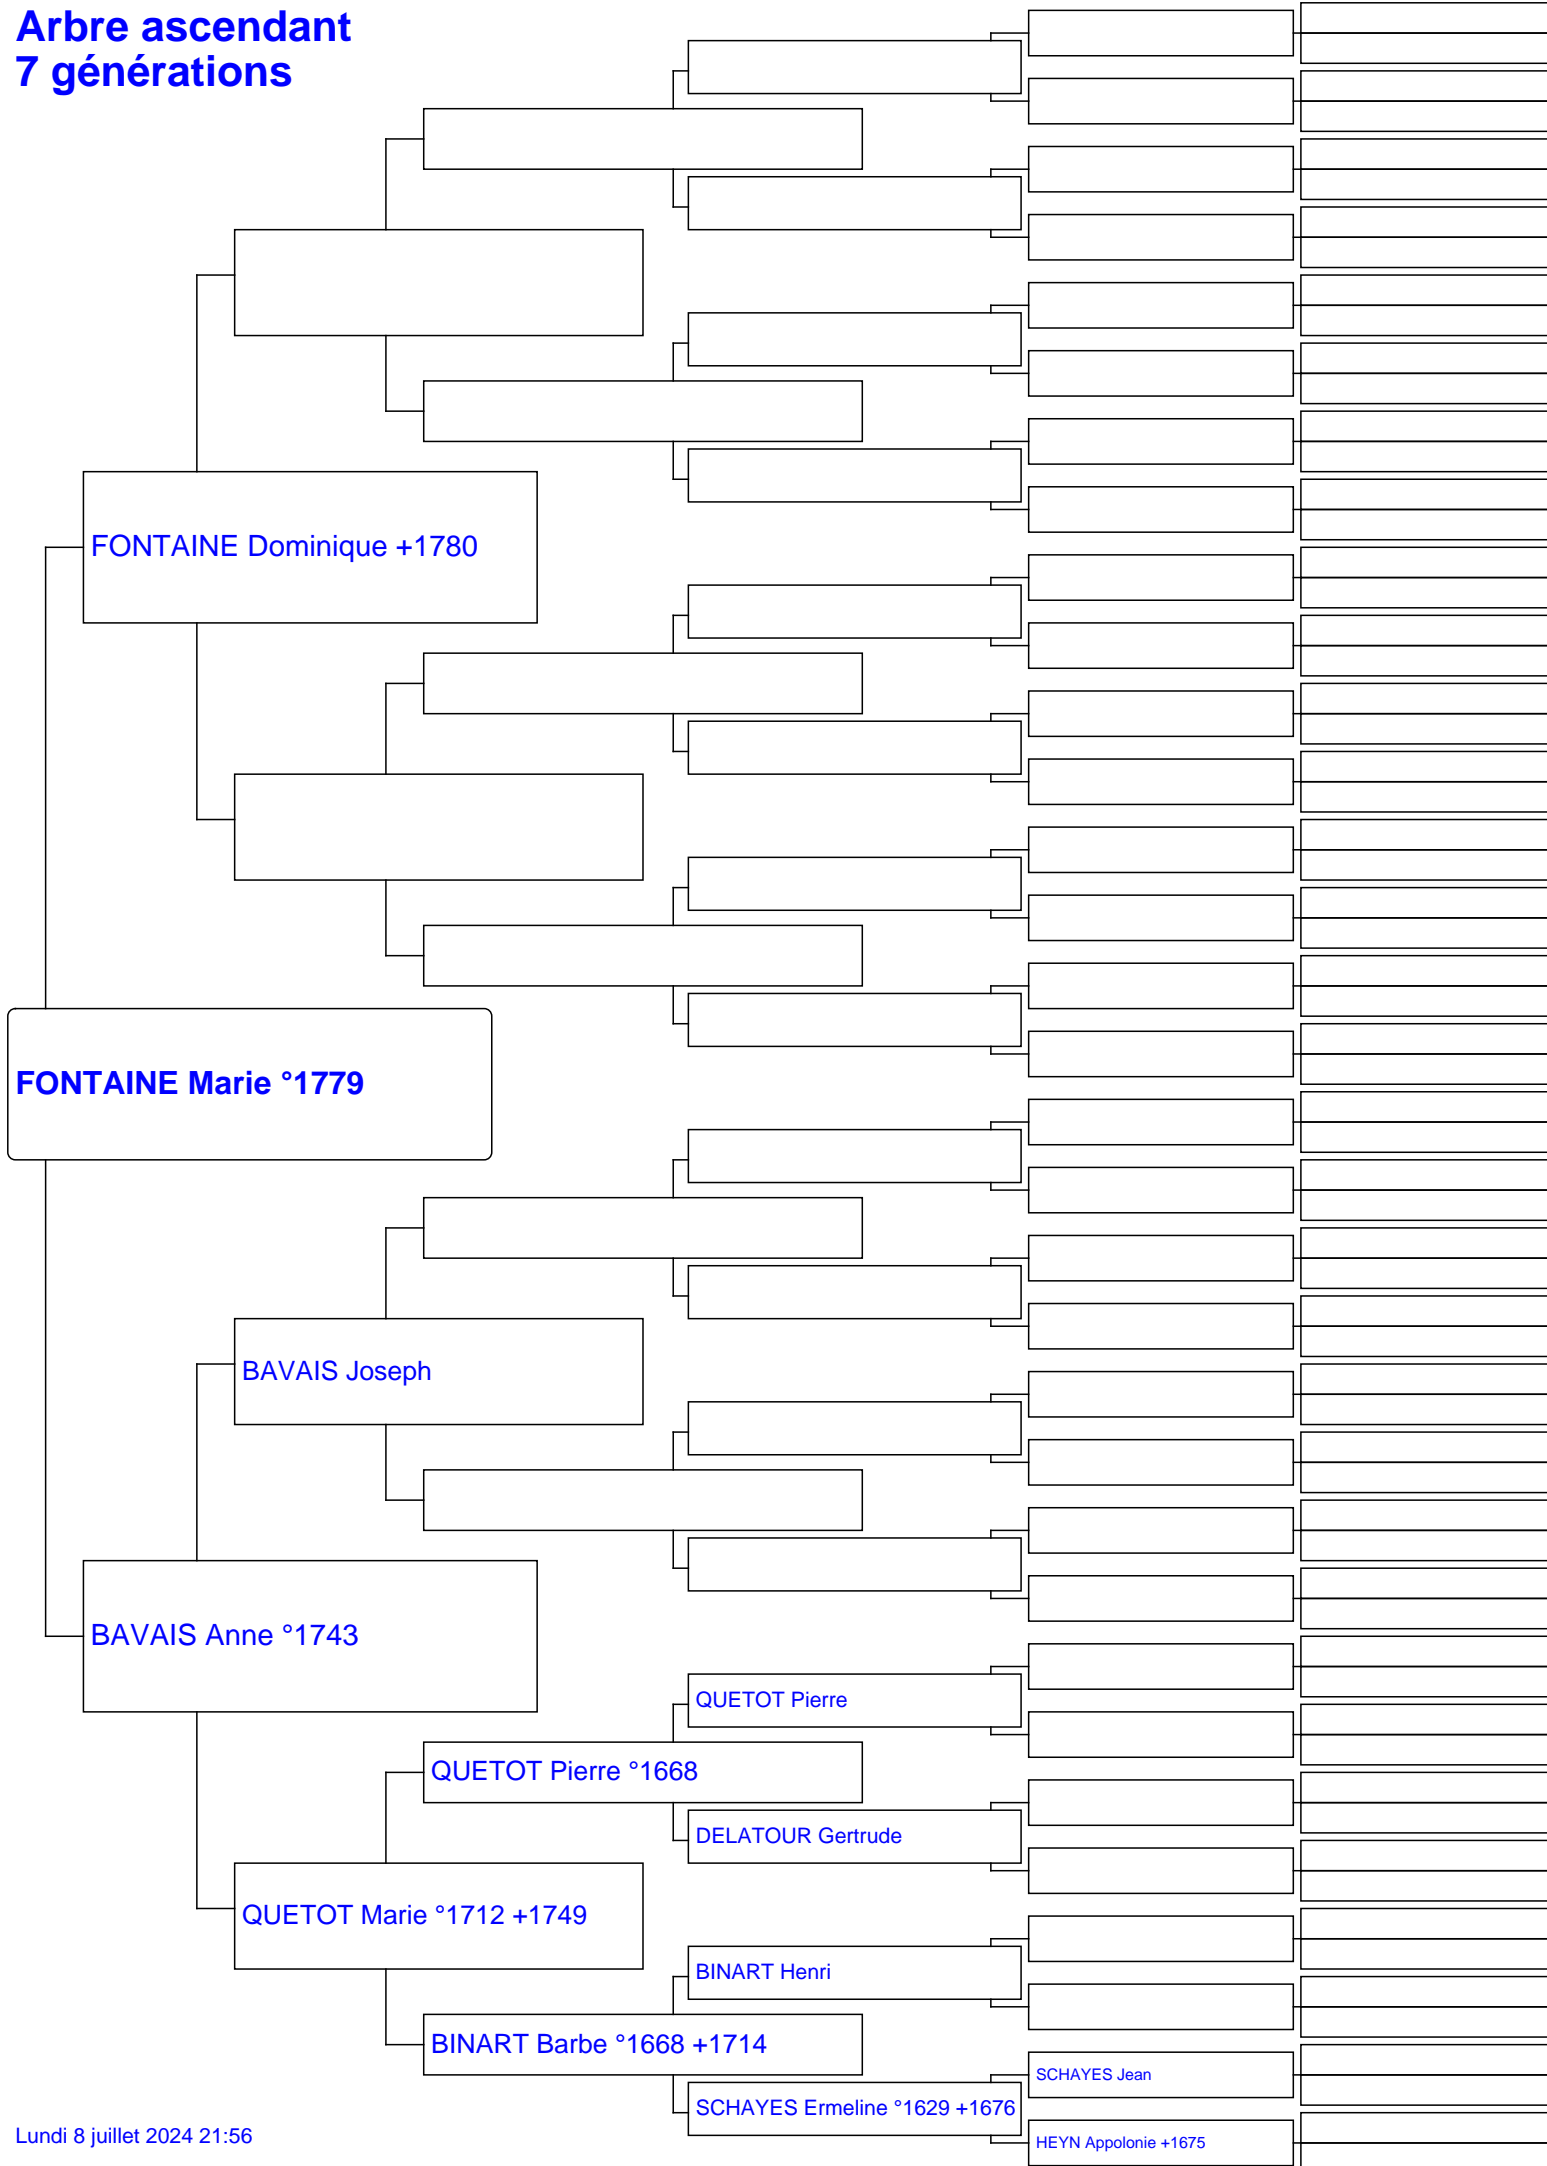 Arbre ascendant
7 générations
FONTAINE Dominique +1780
FONTAINE Marie °1779
BAVAIS Joseph
BAVAIS Anne °1743
QUETOT Pierre
QUETOT Pierre °1668
DELATOUR Gertrude
QUETOT Marie °1712 +1749
BINART Henri
BINART Barbe °1668 +1714
SCHAYES Jean
SCHAYES Ermeline °1629 +1676
HEYN Appolonie +1675
Lundi 8 juillet 2024 21:56